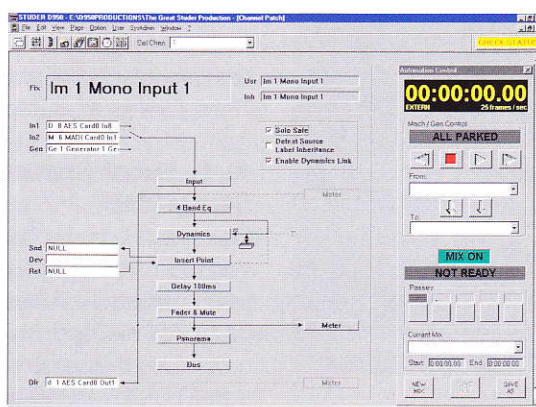 STUDER D950 - E:\D950PRODUCTIONS\The Great Studer Production - [Channel Patch]
File Edit View Page Option User SysAdmin Window ?
CHECK STATUS
Fix Im 1 Mono Input 1
Usr Im 1 Mono Input 1
Inh Im 1 Mono Input 1
In1 D 8 AES Card0 In8
In2 M 6 MADI Card0 In1
Gen Ge 1 Generator 1 Ge
Solo Safe
Defeat Source
Label Inheritance
Enable Dynamics Link
Input
Meter
4 Band Eq
Dynamics
Snd NULL
Dev
Ret NULL
Insert Point
Delay 100ms
Fader & Mute
Meter
Panorama
Bus
Dir d 1 AES Card0 Out1
Meter
Automation Control
00:00:00.00
EXTERN 25 frames / sec
Mach / Gen Control
ALL PARKED
From:
To:
MIX ON
NOT READY
Passes:
Current Mix
Start 0:00:00.00 End 0:00:00.00
NEW
MIX
SAVE
AS